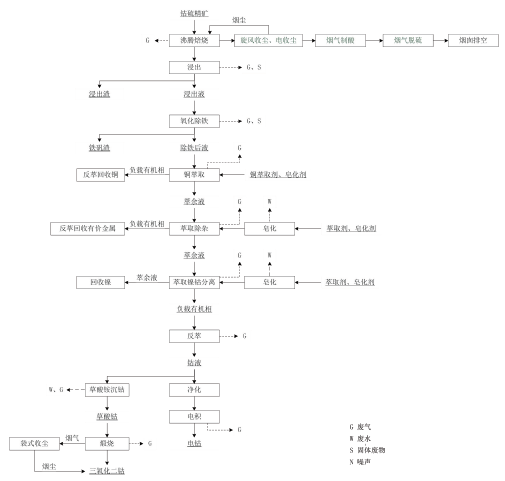 钴硫精矿
烟尘
G 沸腾焙烧 旋风收尘、电收尘 烟气制酸 烟气脱硫 烟囱排空
浸出 G、S
浸出渣 浸出液
氧化除铁 G、S
铁矾渣 除铁后液 G
反萃回收铜 负载有机相 铜萃取 铜萃取剂、皂化剂
萃余液 G W
反萃回收有价金属 负载有机相 萃取除杂 皂化 萃取剂、皂化剂
萃余液 G W
回收镍 萃余液 萃取镍钴分离 皂化 萃取剂、皂化剂
负载有机相
反萃 G
钴液
W、G 草酸铵沉钴 净化
草酸钴 电积 G
袋式收尘 烟气 煅烧 G 电钴
烟尘 三氧化二钴
G 废气
W 废水
S 固体废物
N 噪声